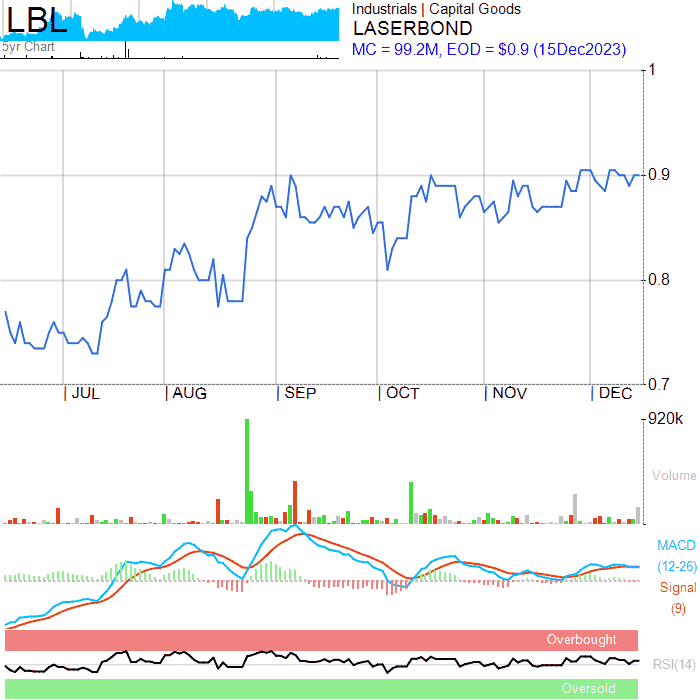 LBL
5yr Chart
Industrials | Capital Goods
LASERBOND
MC = 99.2M, EOD = $0.9 (15Dec2023)
1
0.9
0.8
0.7
JUL AUG SEP OCT NOV DEC
920k
Volume
MACD
(12-26)
Signal
(9)
Overbought
RSI(14)
Oversold